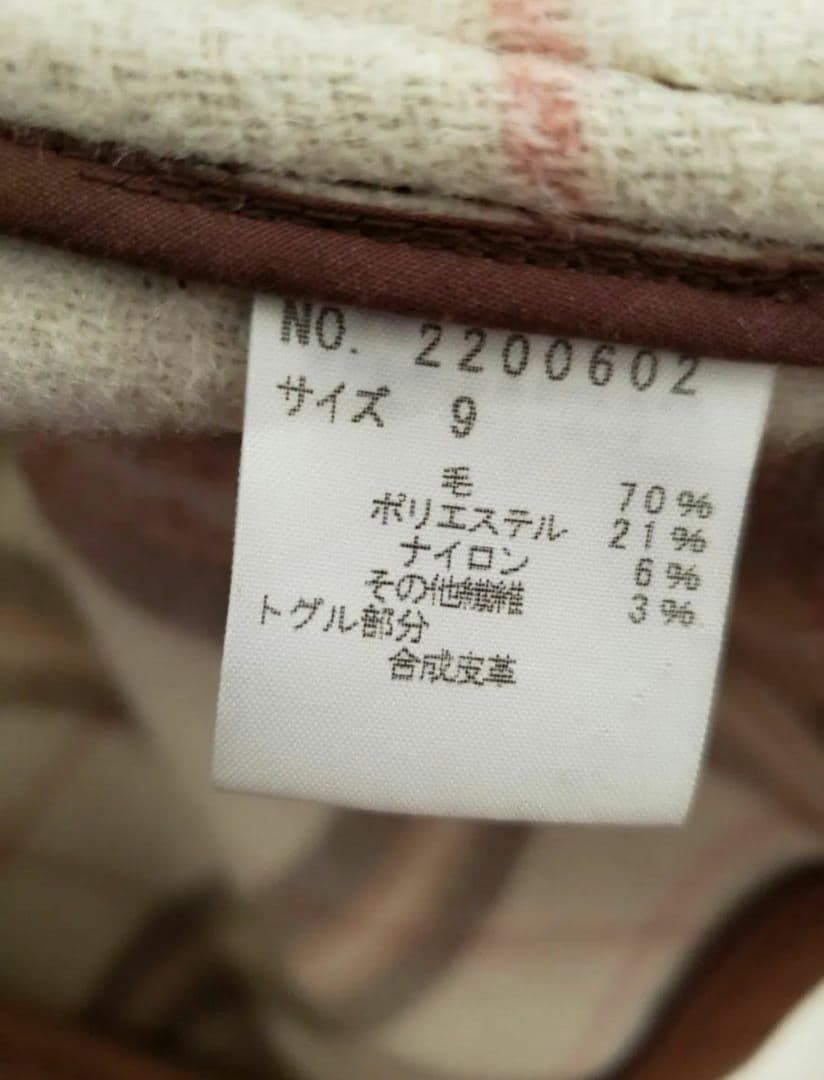 NO. 2200602
サイズ 9
毛 70%
ポリエステル 21%
ナイロン 6%
その他繊維 3%
トグル部分
合成皮革